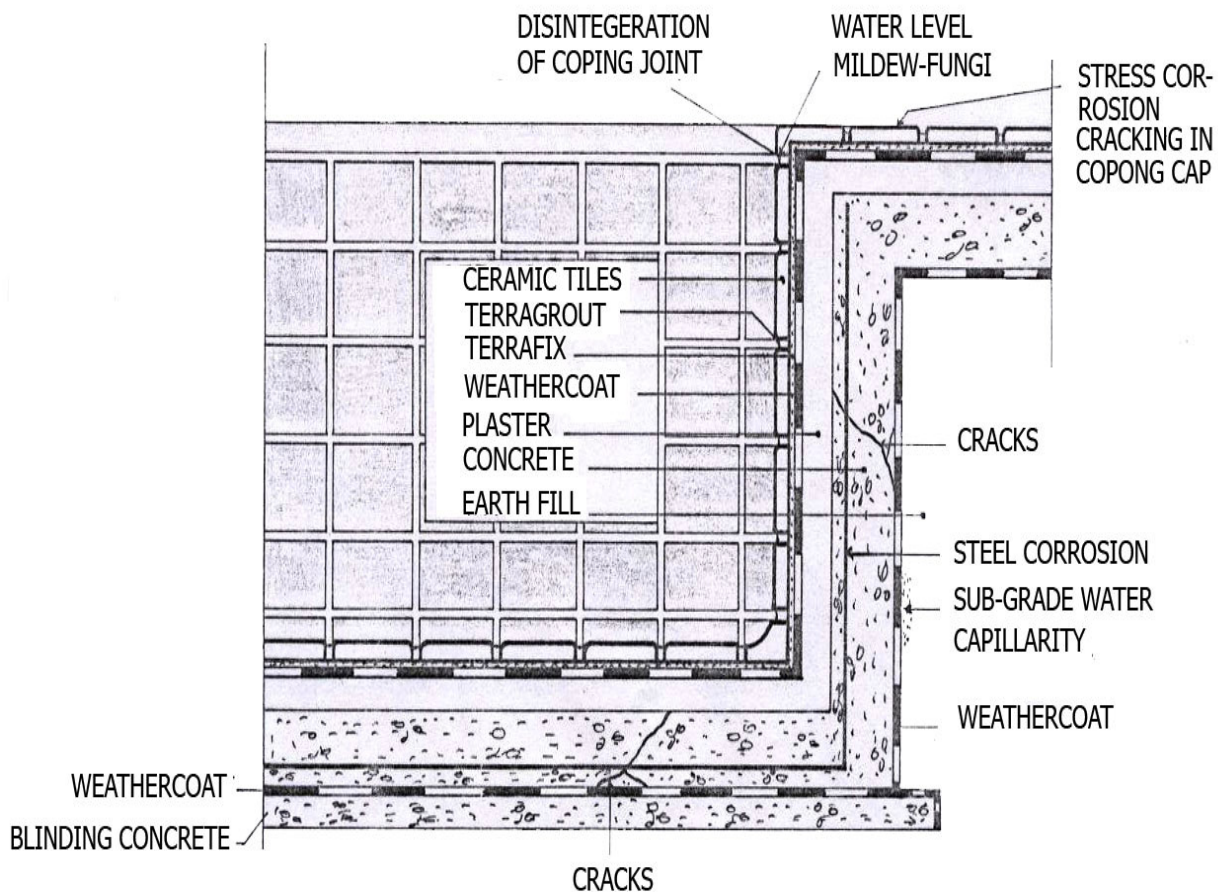 DISINTEGERATION
OF COPING JOINT
WATER LEVEL
MILDEW-FUNGI
STRESS COR-
ROSION
CRACKING IN
COPONG CAP
CERAMIC TILES
TERRAGROUT
TERRAFIX
WEATHERCOAT
PLASTER
CONCRETE
EARTH FILL
CRACKS
STEEL CORROSION
SUB-GRADE WATER
CAPILLARITY
WEATHERCOAT
WEATHERCOAT
BLINDING CONCRETE
CRACKS